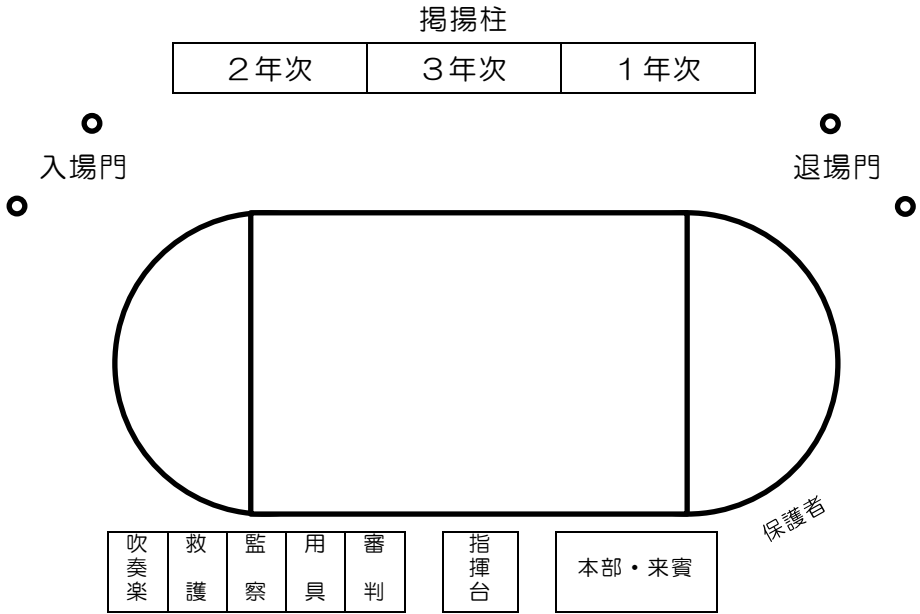 掲揚柱
２年次 ３年次 １年次
入場門 退場門
保護者
吹奏楽 救護 監察 用具 審判 指揮台 本部・来賓